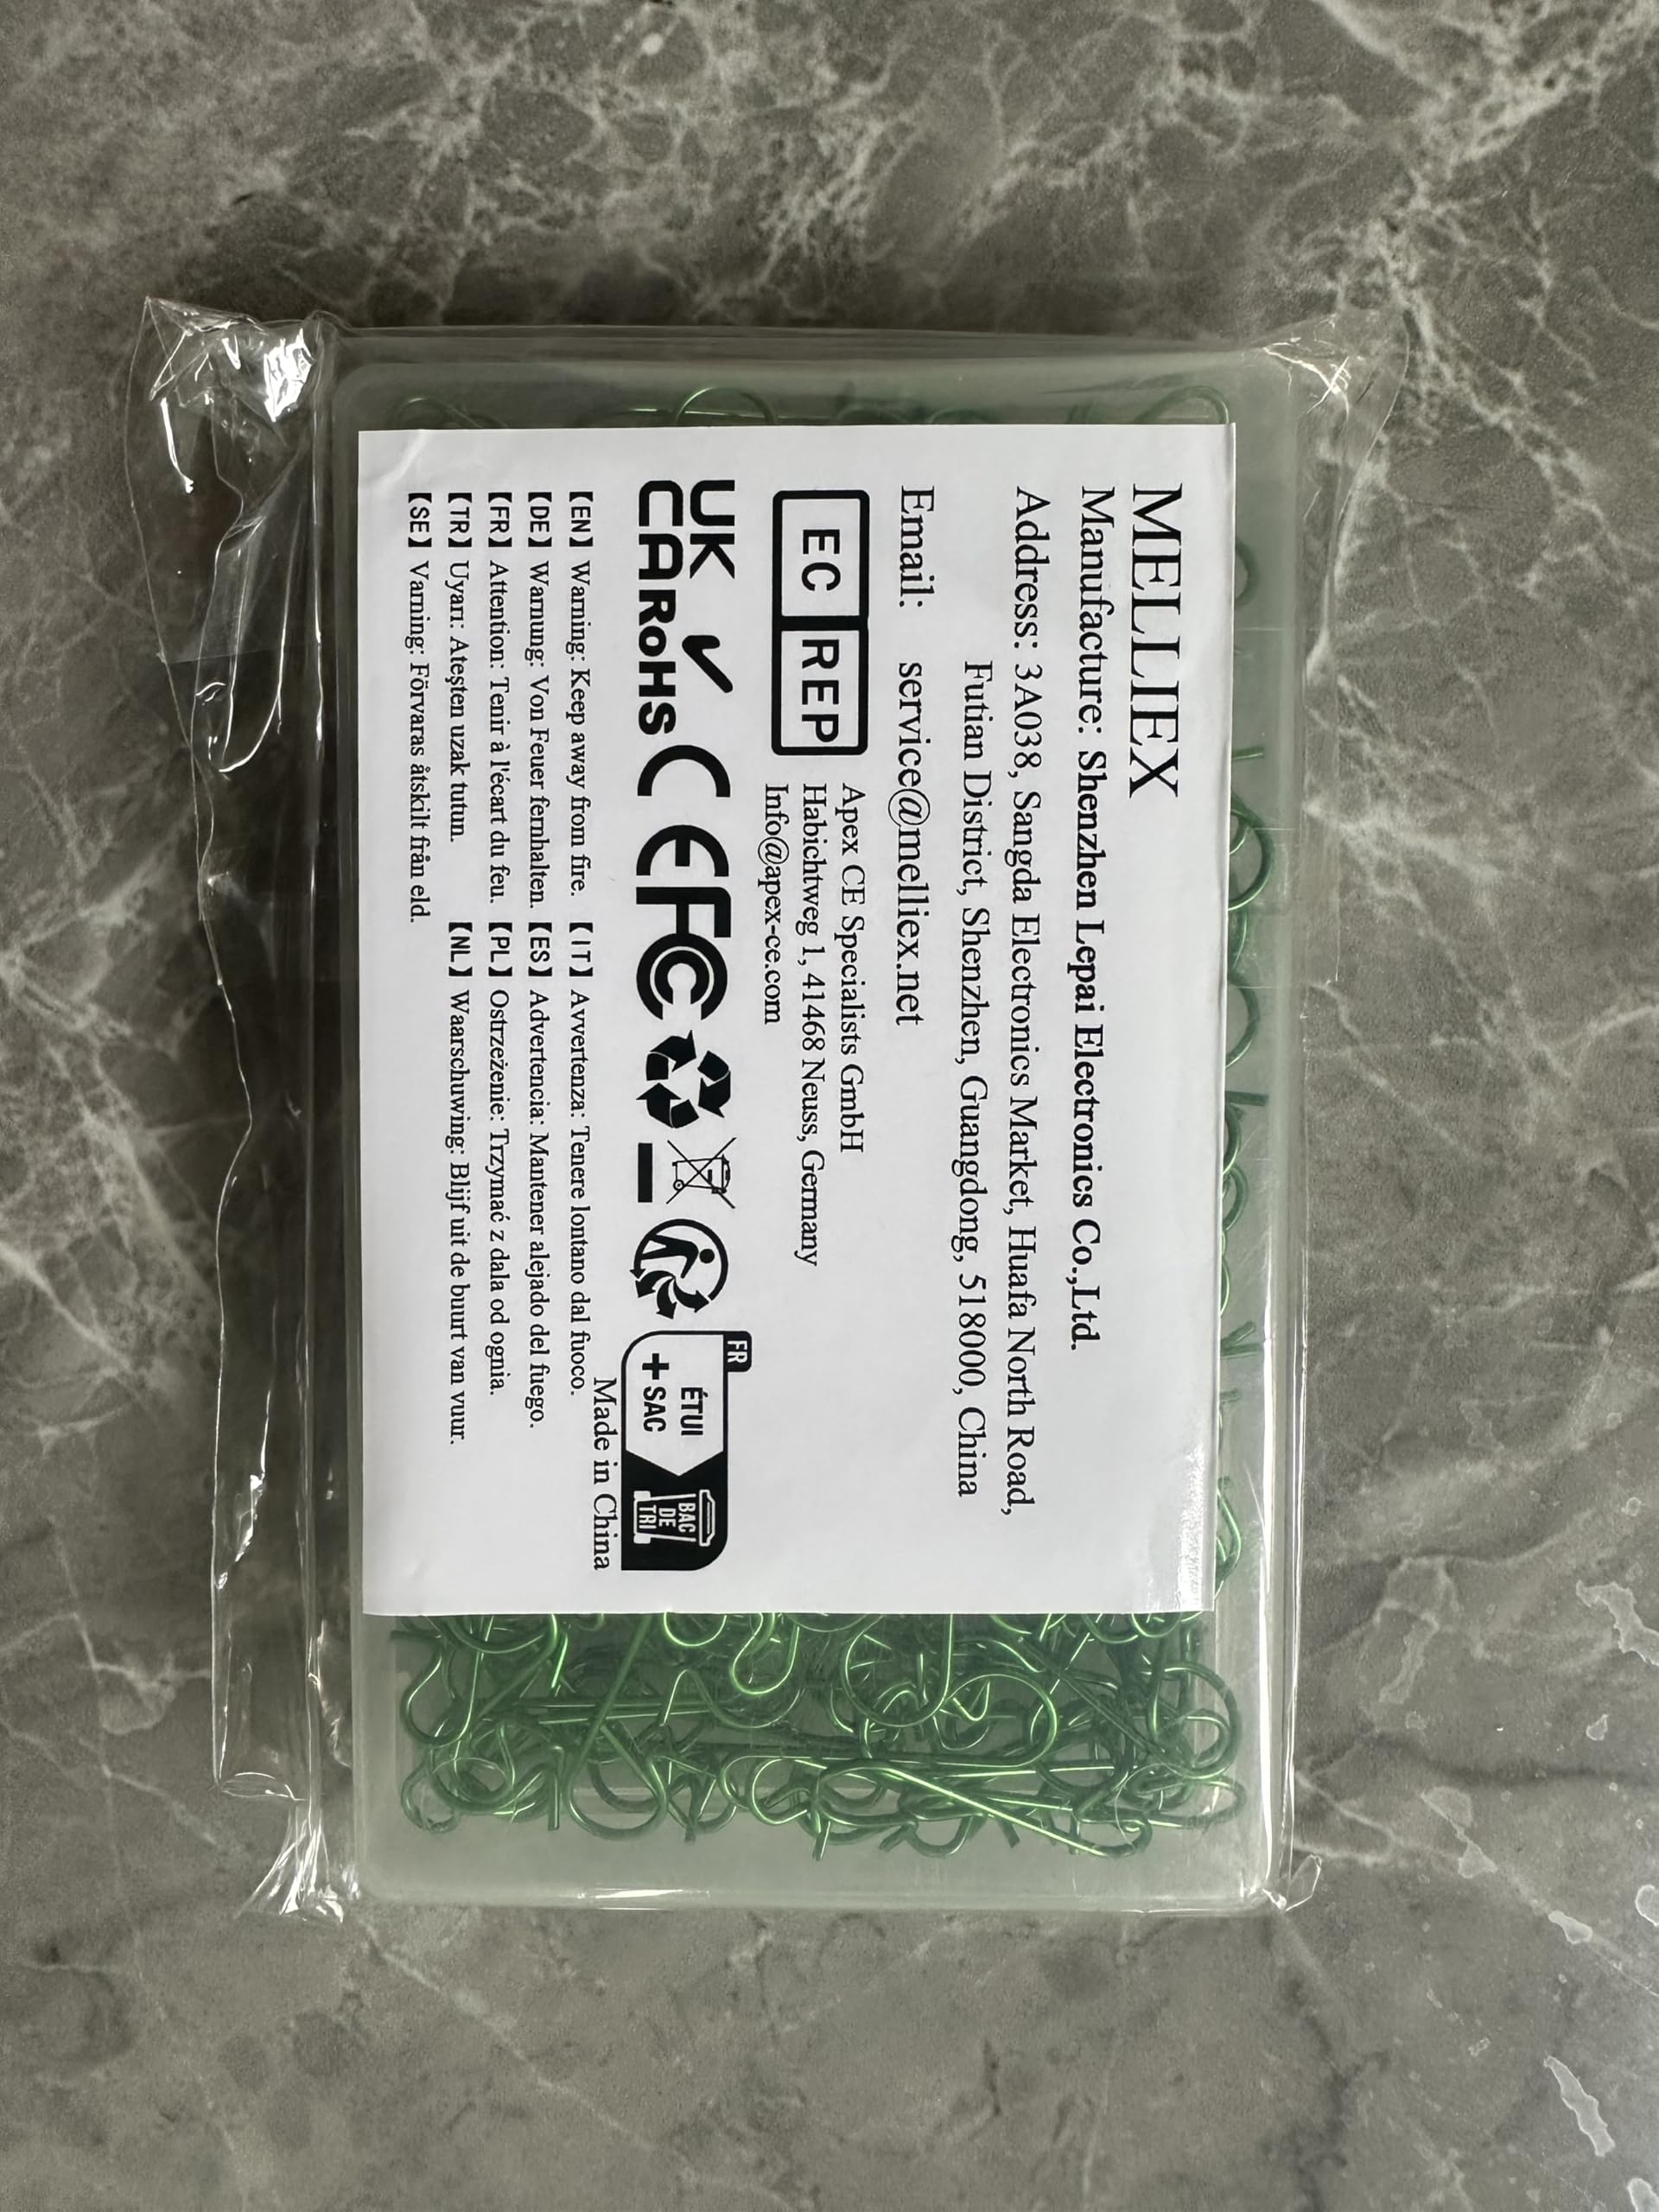 MELLIEX
Manufacture: Shenzhen Lepai Electronics Co.,Ltd.
Address: 3A038, Sangda Electronics Market, Huafa North Road,
Futian District, Shenzhen, Guangdong, 518000, China
Email: service@melliex.net
EC REP
Apex CE Specialists GmbH
Habichtweg 1, 41468 Neuss, Germany
Info@apex-ce.com
UK
CA
RoHS
CE
FC
FR
ÉTUI
+ SAC
BAC
DE
TRI
Made in China
【EN】 Warning: Keep away from fire.
【DE】 Warnung: Von Feuer fernhalten.
【FR】 Attention: Tenir à l'écart du feu.
【TR】 Uyarı: Ateşten uzak tutun.
【SE】 Varning: Förvaras åtskilt från eld.
【IT】 Avvertenza: Tenere lontano dal fuoco.
【ES】 Advertencia: Mantener alejado del fuego.
【PL】 Ostrzeżenie: Trzymać z dala od ognia.
【NL】 Waarschuwing: Blijf uit de buurt van vuur.